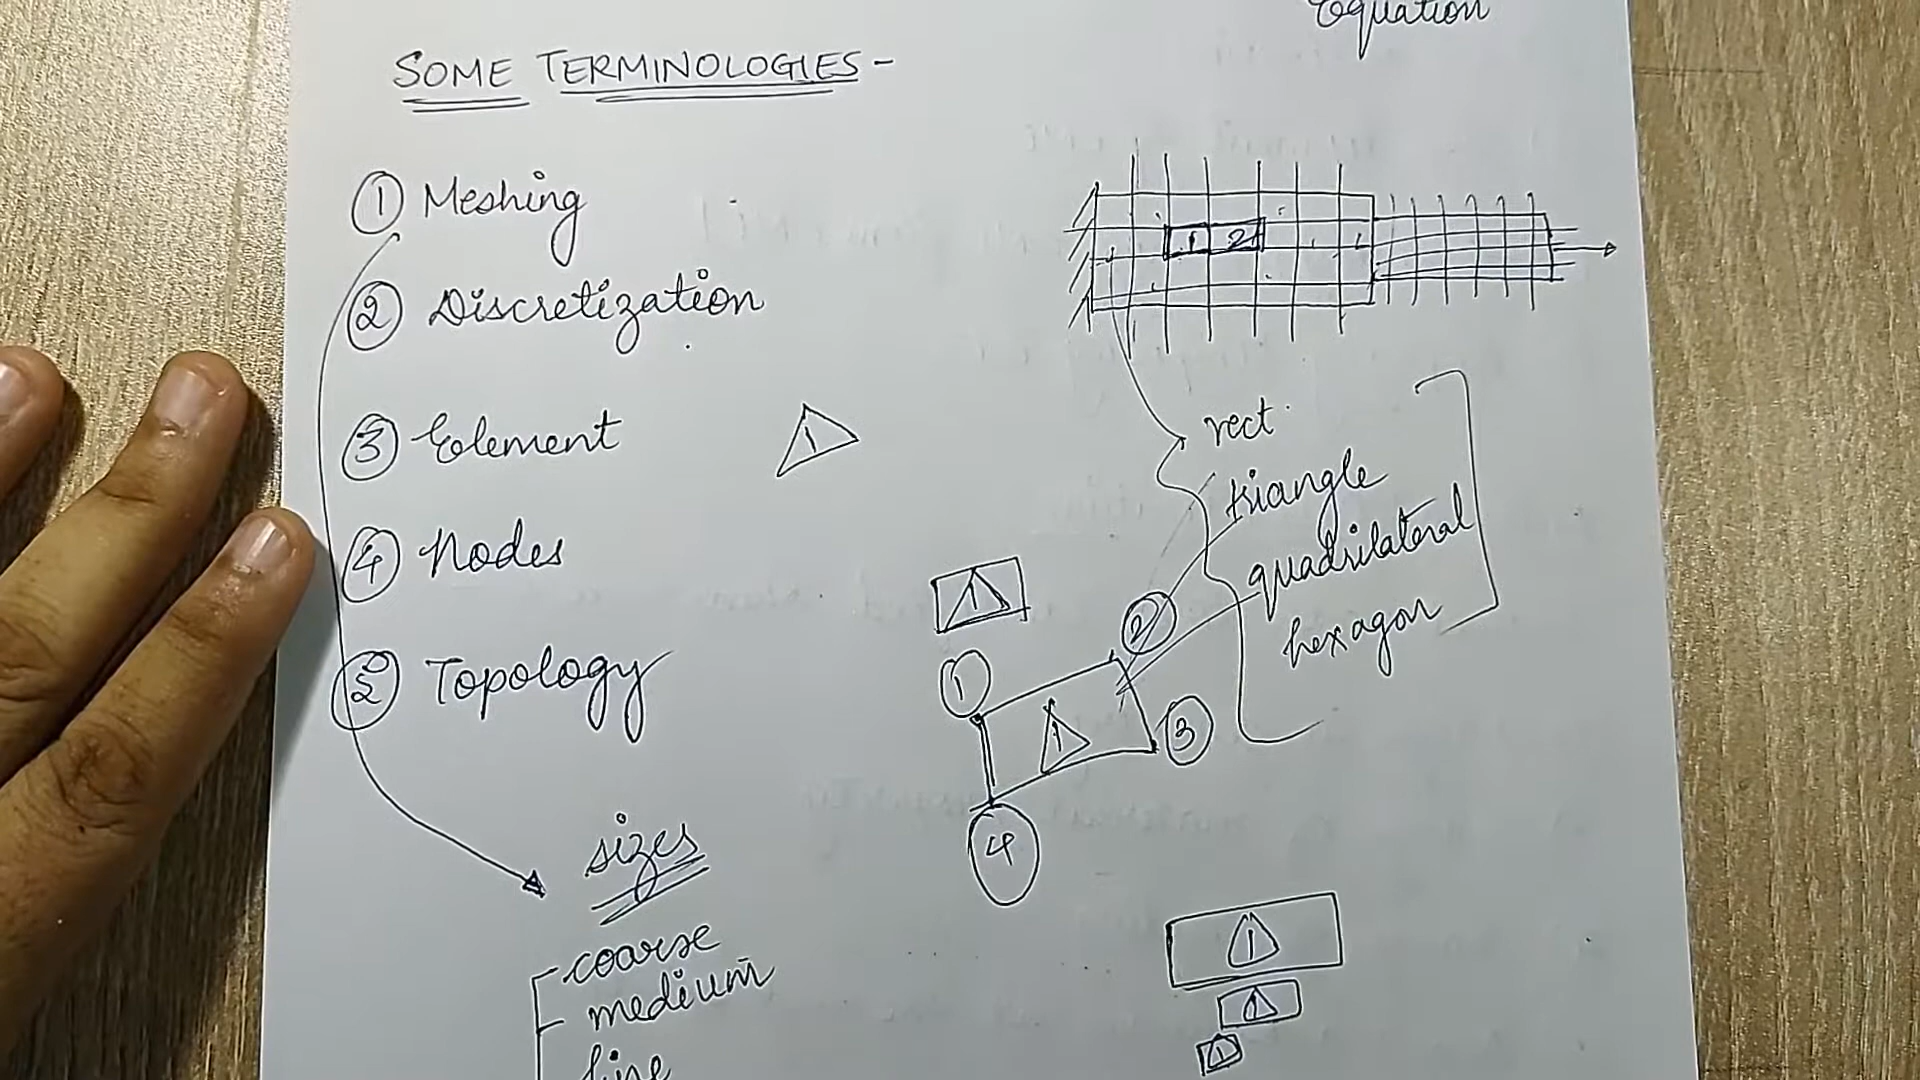 Equation
SOME TERMINOLOGIES -
1 Meshing
1 2
2 Discretization
rect.
3 Element
1
triangle
4 Nodes
quadrilateral
1
hexagon
2
5 Topology
1
1
3
4
sizes
coarse
1
medium
1
fine
1